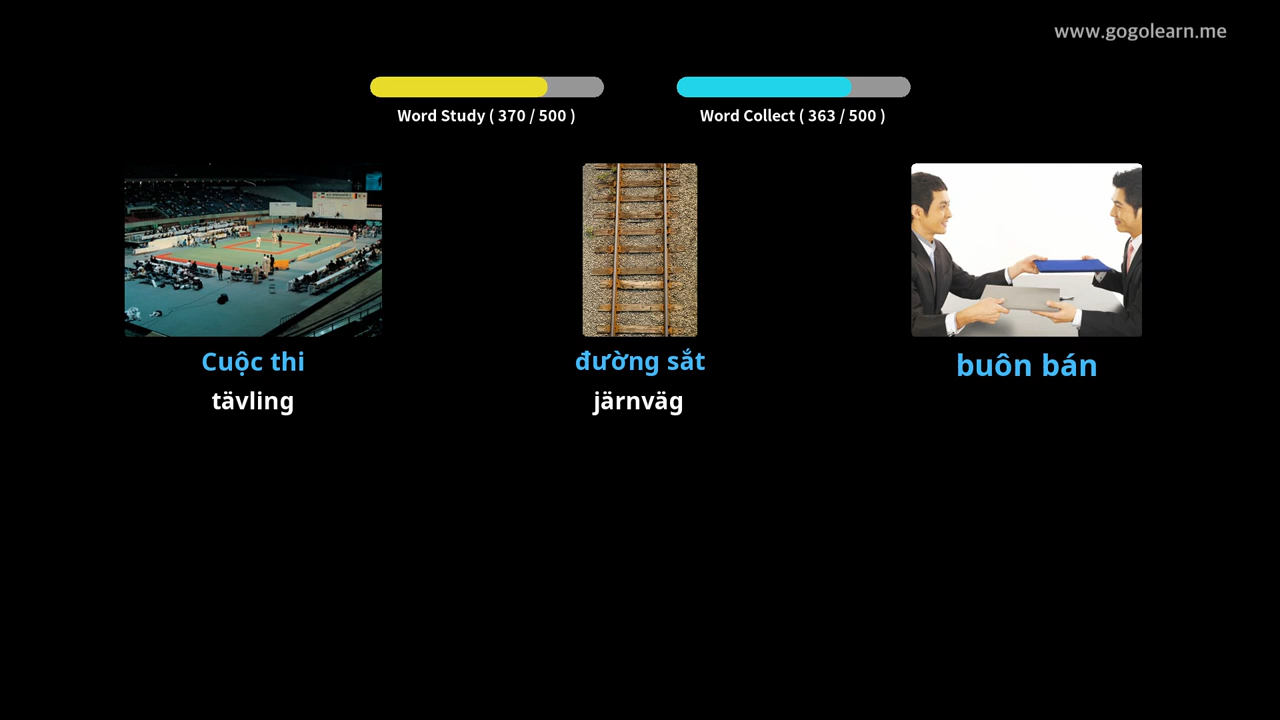 www.gogolearn.me
Word Study ( 370 / 500 )
Word Collect ( 363 / 500 )
Cuộc thi
tävling
đường sắt
järnväg
buôn bán